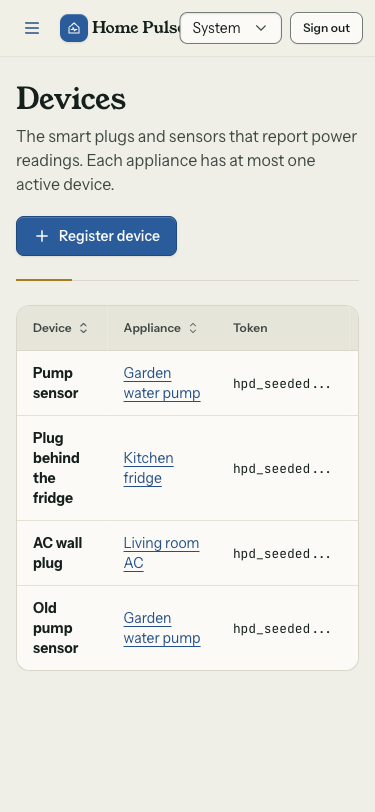 Home Pulse
System
Sign out
Devices
The smart plugs and sensors that report power
readings. Each appliance has at most one
active device.
Register device
Device
Appliance
Token
Pump
sensor
Garden
water pump
hpd_seeded...
Plug
behind
the
fridge
Kitchen
fridge
hpd_seeded...
AC wall
plug
Living room
AC
hpd_seeded...
Old
pump
sensor
Garden
water pump
hpd_seeded...